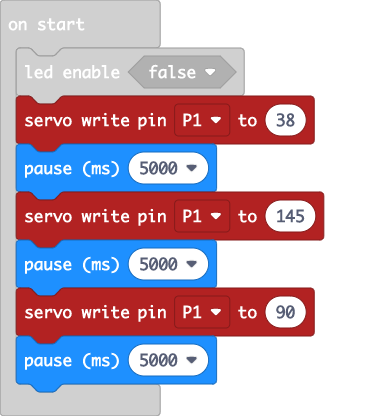 on start
led enable false
servo write pin P1 to 38
pause (ms) 5000
servo write pin P1 to 145
pause (ms) 5000
servo write pin P1 to 90
pause (ms) 5000